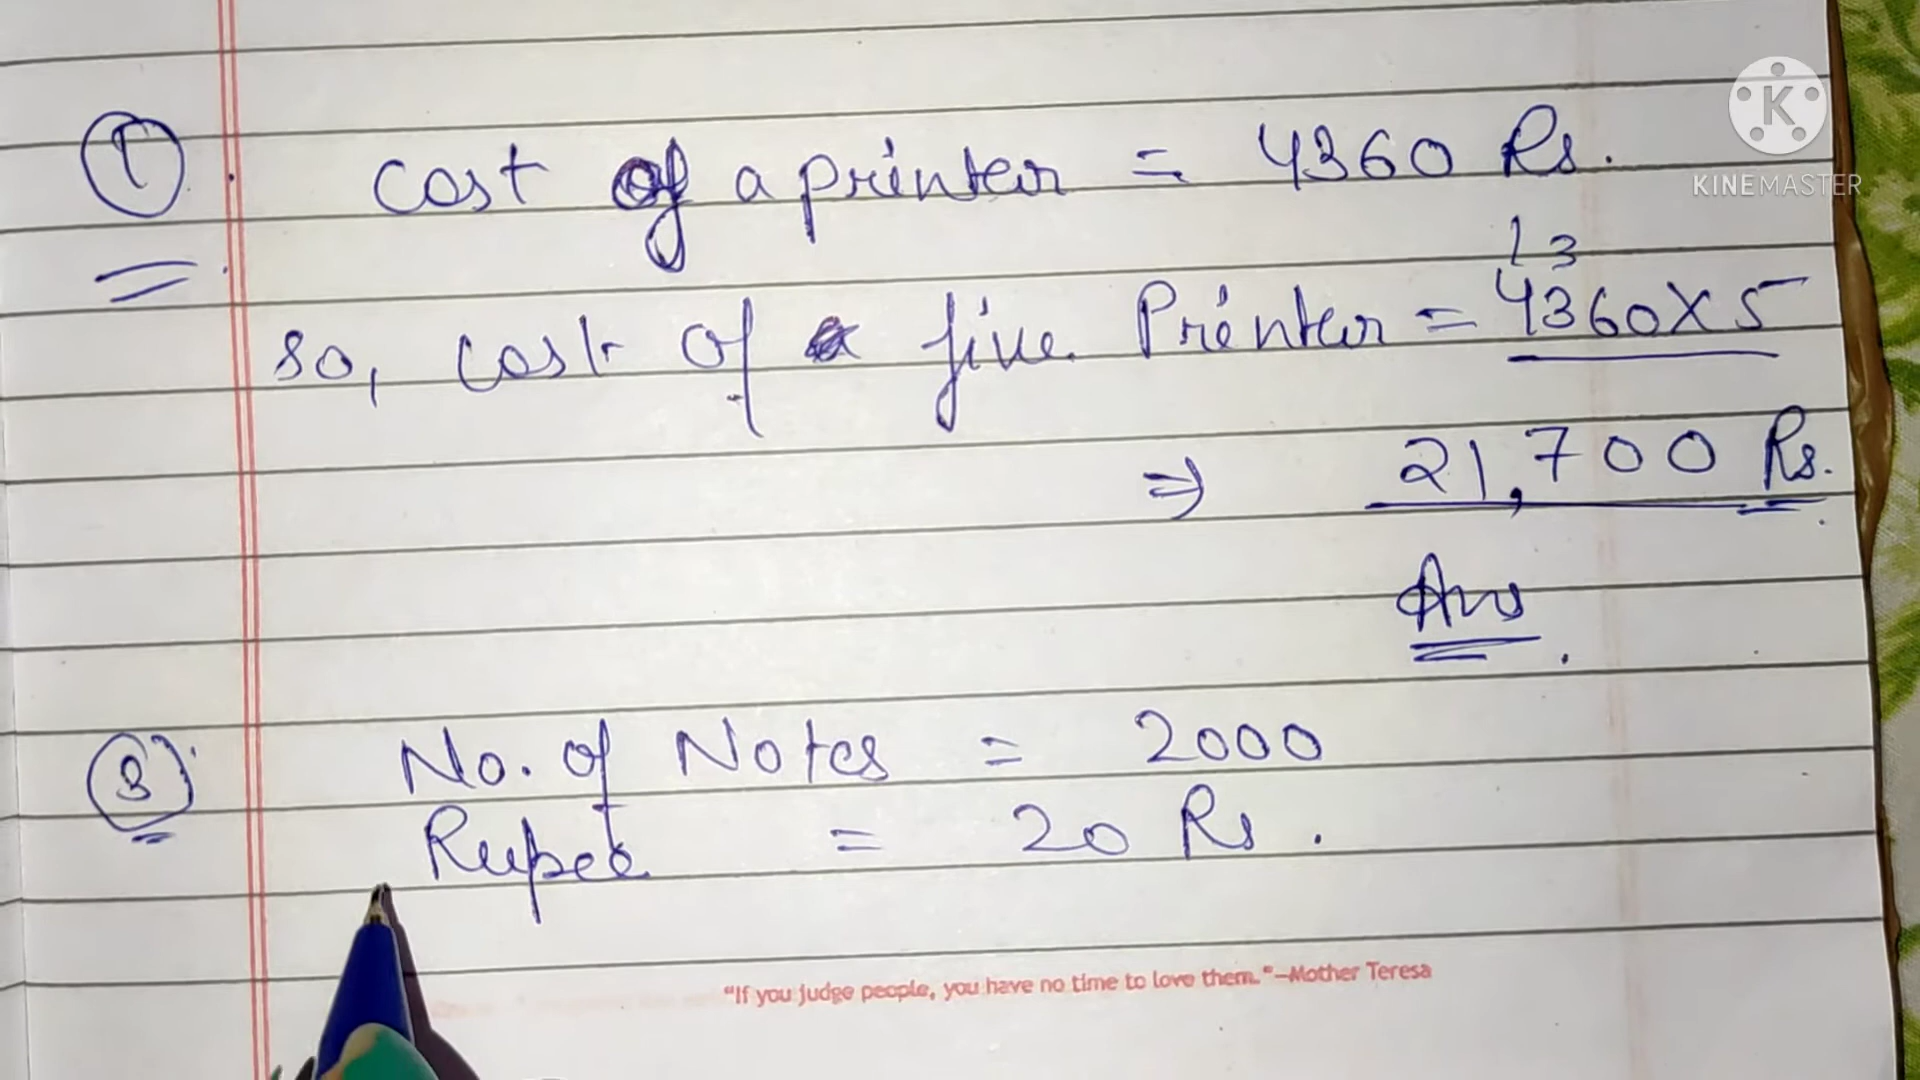 1.
Cost of a printer = 4360 Rs.
1 3
so, cost of five Printer = 4360 X 5
⇒ 21,700 Rs.
Ans.
3) No. of Notes = 2000
Rupee = 20 Rs.
"If you judge people, you have no time to love them."–Mother Teresa
K
KINEMASTER